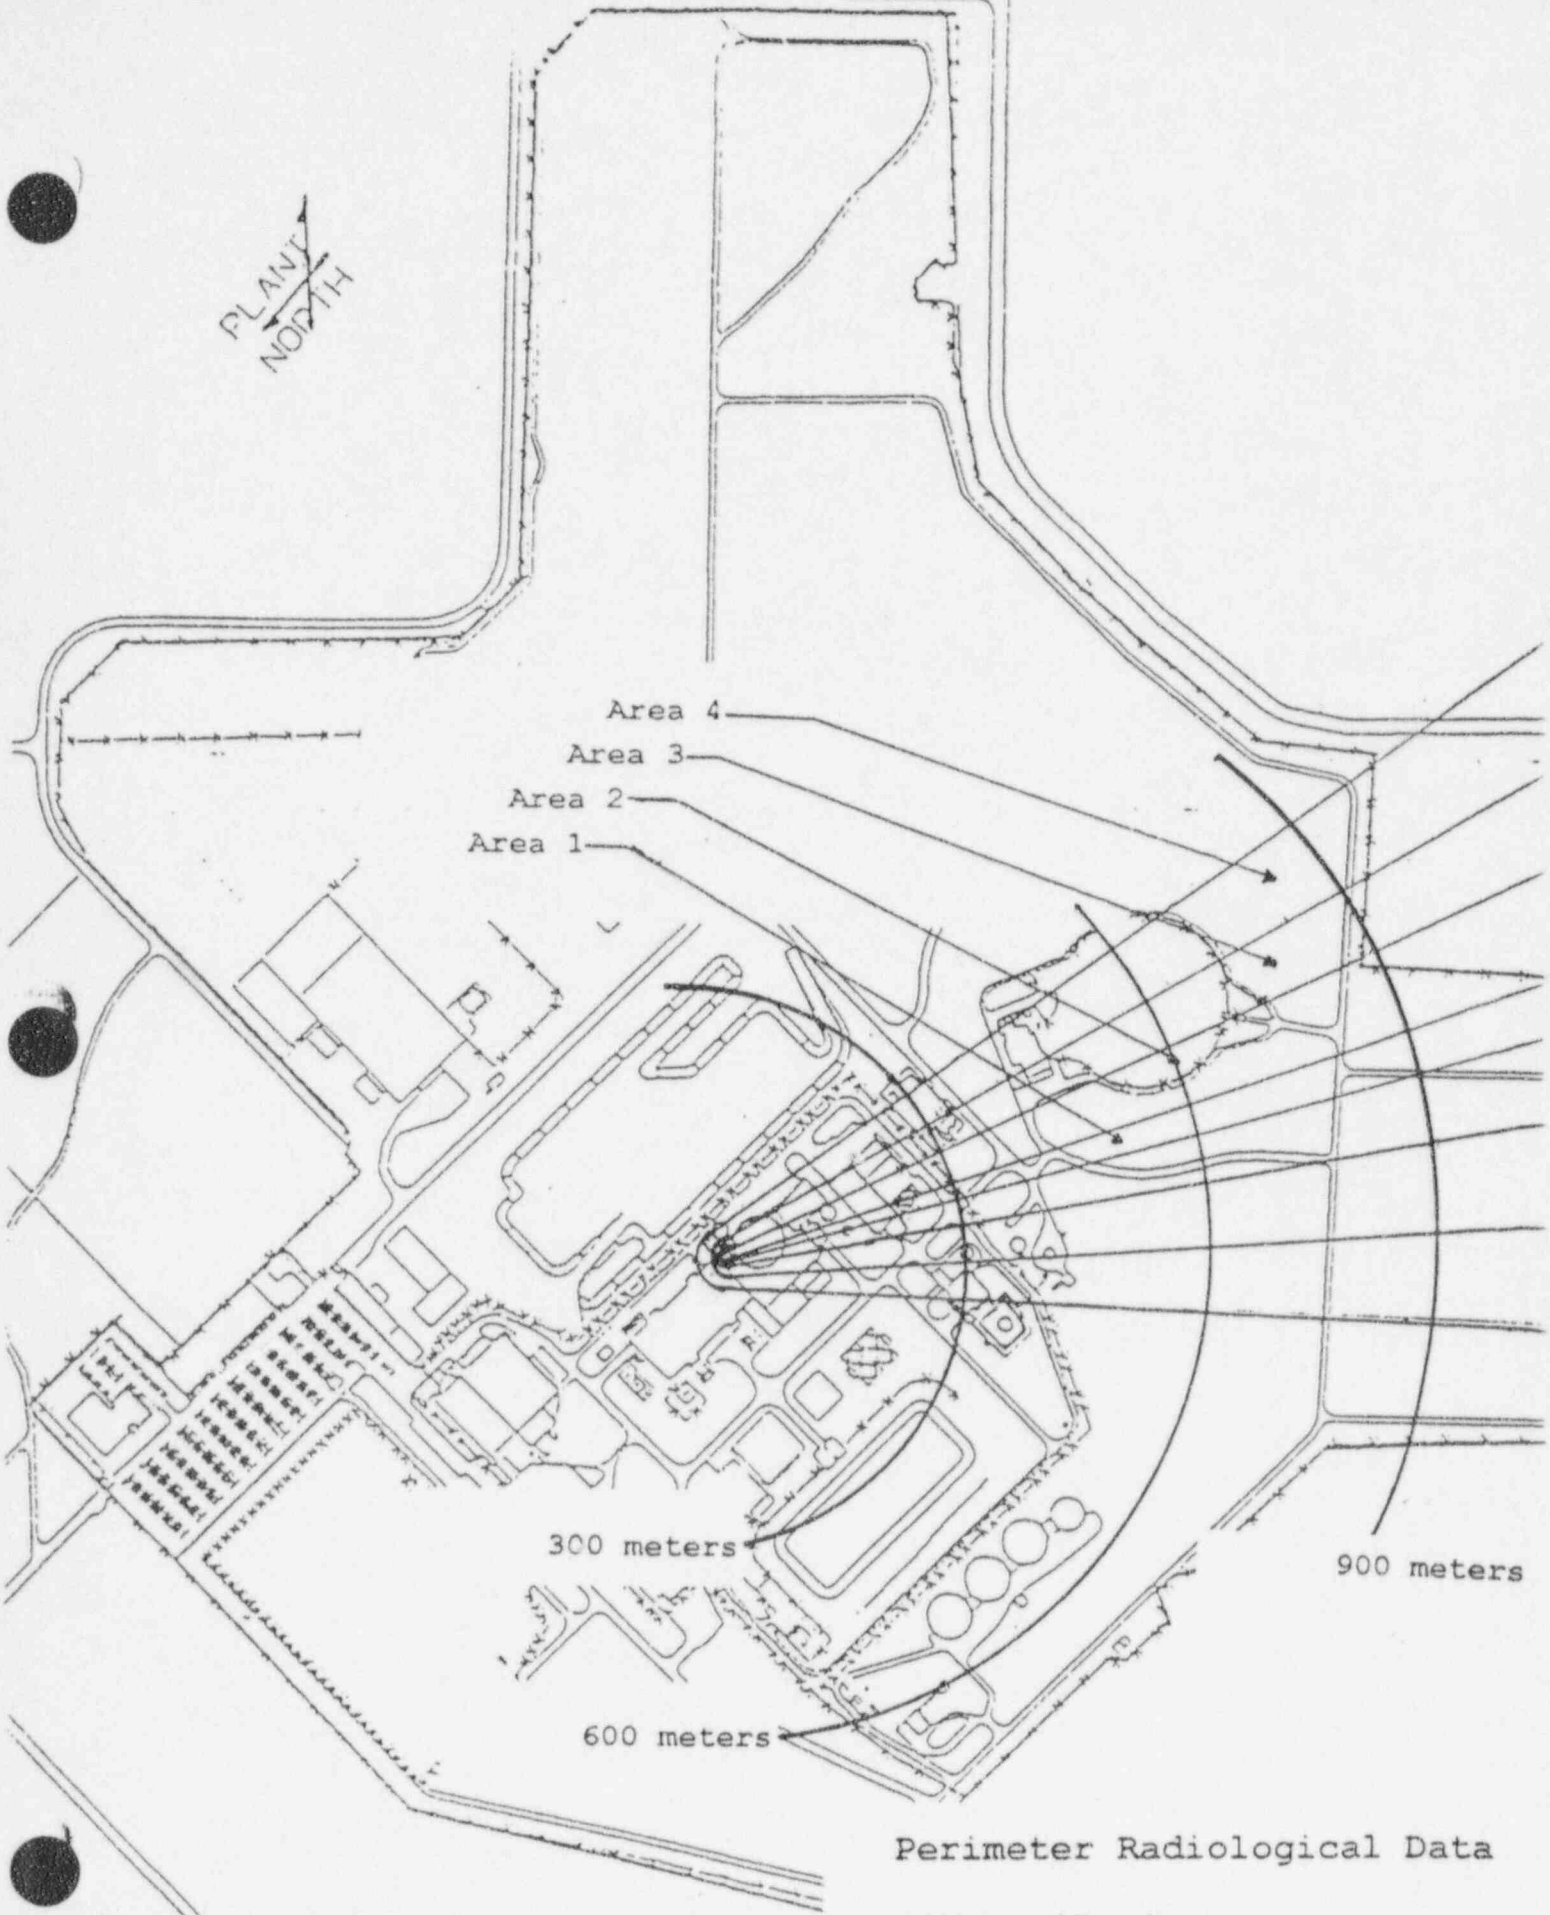 PLANT
NORTH
Area 4
Area 3
Area 2
Area 1
300 meters
900 meters
600 meters
Perimeter Radiological Data